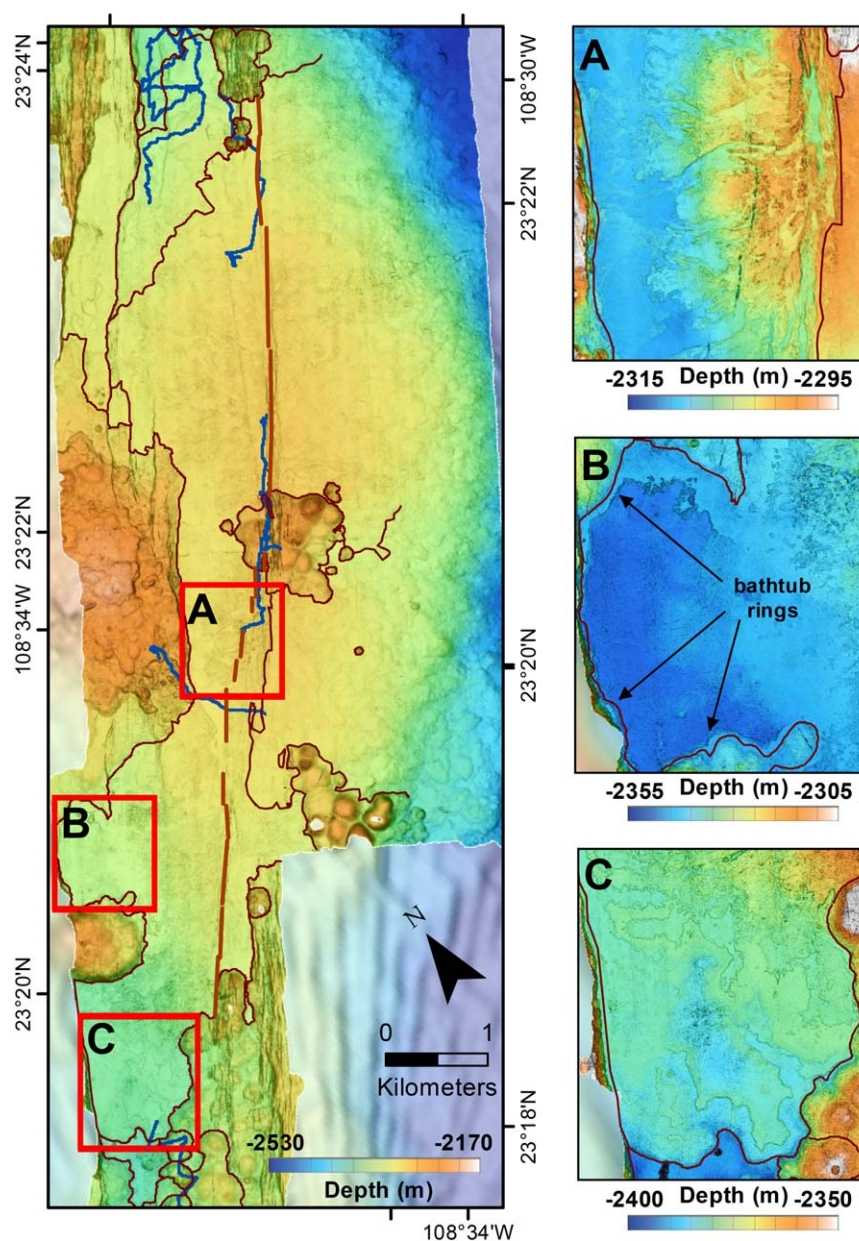 23°24'N
108°30'W
23°22'N
23°22'N
108°34'W
23°20'N
23°20'N
23°18'N
108°34'W
A
B
C
N
0 1
Kilometers
-2530 -2170
Depth (m)
A
-2315 Depth (m) -2295
B
bathtub
rings
-2355 Depth (m) -2305
C
-2400 Depth (m) -2350